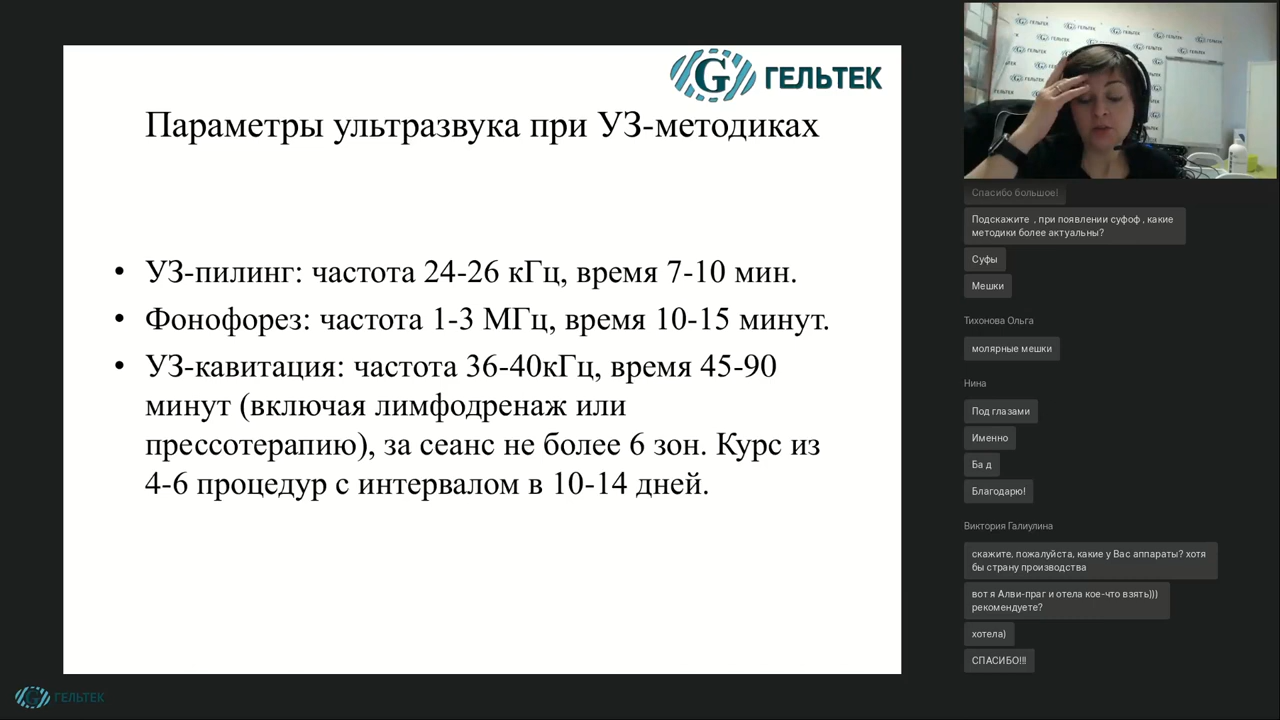 ГЕЛЬТЕК
Параметры ультразвука при УЗ-методиках
• УЗ-пилинг: частота 24-26 кГц, время 7-10 мин.
• Фонофорез: частота 1-3 МГц, время 10-15 минут.
• УЗ-кавитация: частота 36-40кГц, время 45-90
минут (включая лимфодренаж или
прессотерапию), за сеанс не более 6 зон. Курс из
4-6 процедур с интервалом в 10-14 дней.
ГЕЛЬТЕК
Спасибо большое!
Подскажите , при появлении суфоф , какие
методики более актуальны?
Суфы
Мешки
Тихонова Ольга
молярные мешки
Нина
Под глазами
Именно
Ба д
Благодарю!
Виктория Галиулина
скажите, пожалуйста, какие у Вас аппараты? хотя
бы страну производства
вот я Алви-праг и отела кое-что взять)))
рекомендуете?
хотела)
СПАСИБО!!!